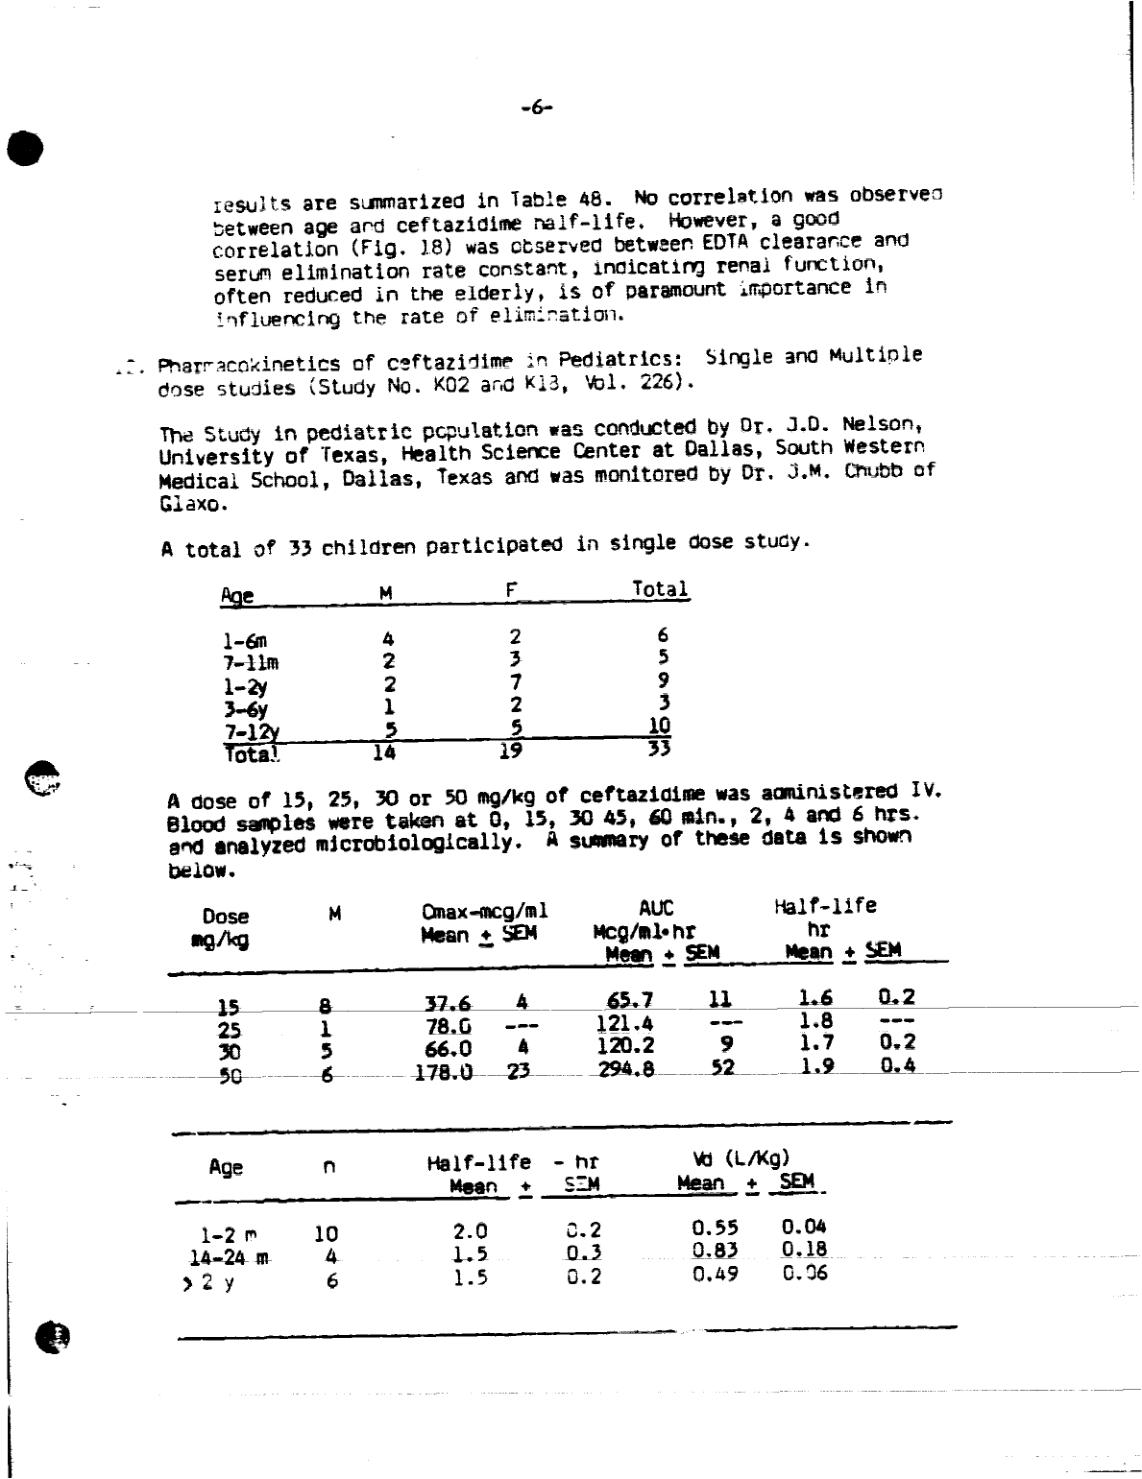 -6-
results are summarized in Table 48. No correlation was observed
between age and ceftazidime half-life. However, a good
correlation (Fig. 18) was observed between EDTA clearance and
serum elimination rate constant, indicating renal function,
often reduced in the elderly, is of paramount importance in
influencing the rate of elimination.
Pharmacokinetics of ceftazidime in Pediatrics: Single and Multiple
dose studies (Study No. K02 and K13, Vol. 226).
The Study in pediatric population was conducted by Dr. J.D. Nelson,
University of Texas, Health Science Center at Dallas, South Western
Medical School, Dallas, Texas and was monitored by Dr. J.M. Chubb of
Glaxo.
A total of 33 children participated in single dose study.
Age M F Total
1-6m 4 2 6
7-11m 2 3 5
1-2y 2 7 9
3-6y 1 2 3
7-12y 5 5 10
Total 14 19 33
A dose of 15, 25, 30 or 50 mg/kg of ceftazidime was administered IV.
Blood samples were taken at 0, 15, 30 45, 60 min., 2, 4 and 6 hrs.
and analyzed microbiologically. A summary of these data is shown
below.
Dose M Cmax-mcg/ml AUC Half-life
mg/kg Mean ± SEM Mcg/ml•hr hr
Mean ± SEM Mean ± SEM
15 8 37.6 4 65.7 11 1.6 0.2
25 1 78.0 --- 121.4 --- 1.8 ---
30 5 66.0 4 120.2 9 1.7 0.2
50 6 178.0 23 294.8 52 1.9 0.4
Age n Half-life - hr Vd (L/Kg)
Mean ± SEM Mean ± SEM
1-2 m 10 2.0 0.2 0.55 0.04
14-24 m 4 1.5 0.3 0.83 0.18
> 2 y 6 1.5 0.2 0.49 0.06